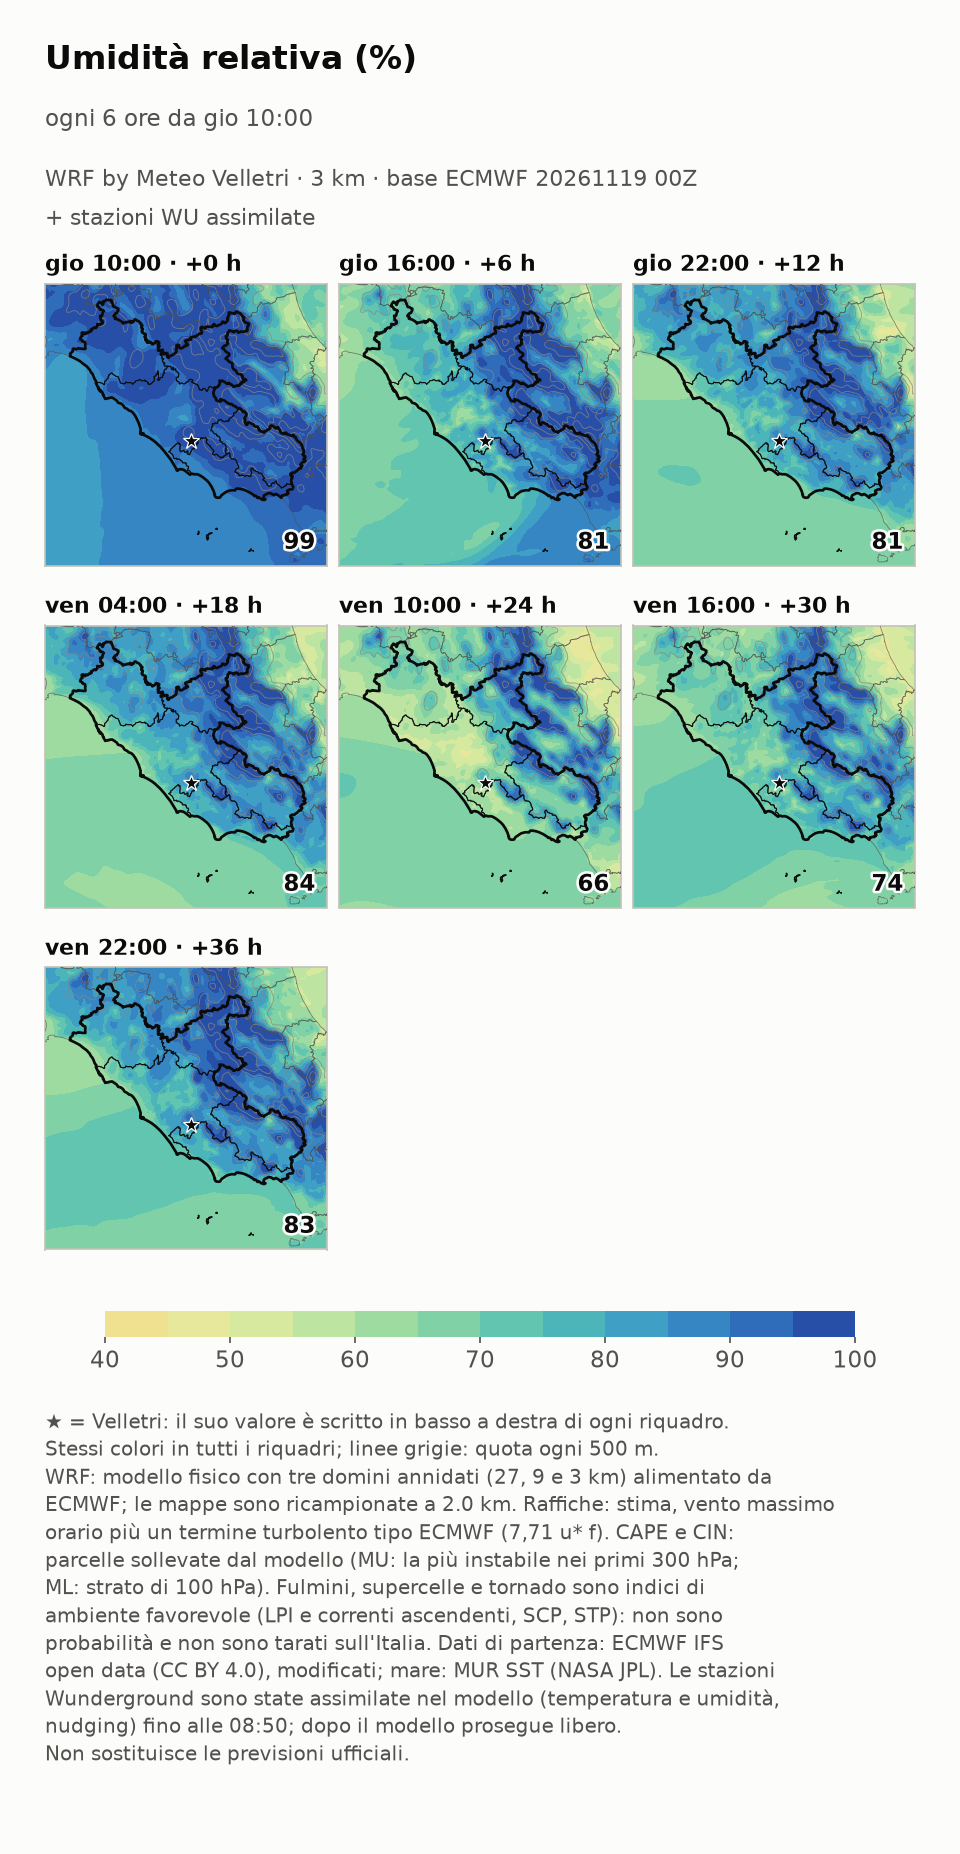 Umidità relativa (%)
ogni 6 ore da gio 10:00
WRF by Meteo Velletri · 3 km · base ECMWF 20261119 00Z
+ stazioni WU assimilate
gio 10:00 · +0 h
gio 16:00 · +6 h
gio 22:00 · +12 h
99
81
81
ven 04:00 · +18 h
ven 10:00 · +24 h
ven 16:00 · +30 h
84
66
74
ven 22:00 · +36 h
83
40 50 60 70 80 90 100
★ = Velletri: il suo valore è scritto in basso a destra di ogni riquadro.
Stessi colori in tutti i riquadri; linee grigie: quota ogni 500 m.
WRF: modello fisico con tre domini annidati (27, 9 e 3 km) alimentato da
ECMWF; le mappe sono ricampionate a 2.0 km. Raffiche: stima, vento massimo
orario più un termine turbolento tipo ECMWF (7,71 u* f). CAPE e CIN:
parcelle sollevate dal modello (MU: la più instabile nei primi 300 hPa;
ML: strato di 100 hPa). Fulmini, supercelle e tornado sono indici di
ambiente favorevole (LPI e correnti ascendenti, SCP, STP): non sono
probabilità e non sono tarati sull'Italia. Dati di partenza: ECMWF IFS
open data (CC BY 4.0), modificati; mare: MUR SST (NASA JPL). Le stazioni
Wunderground sono state assimilate nel modello (temperatura e umidità,
nudging) fino alle 08:50; dopo il modello prosegue libero.
Non sostituisce le previsioni ufficiali.